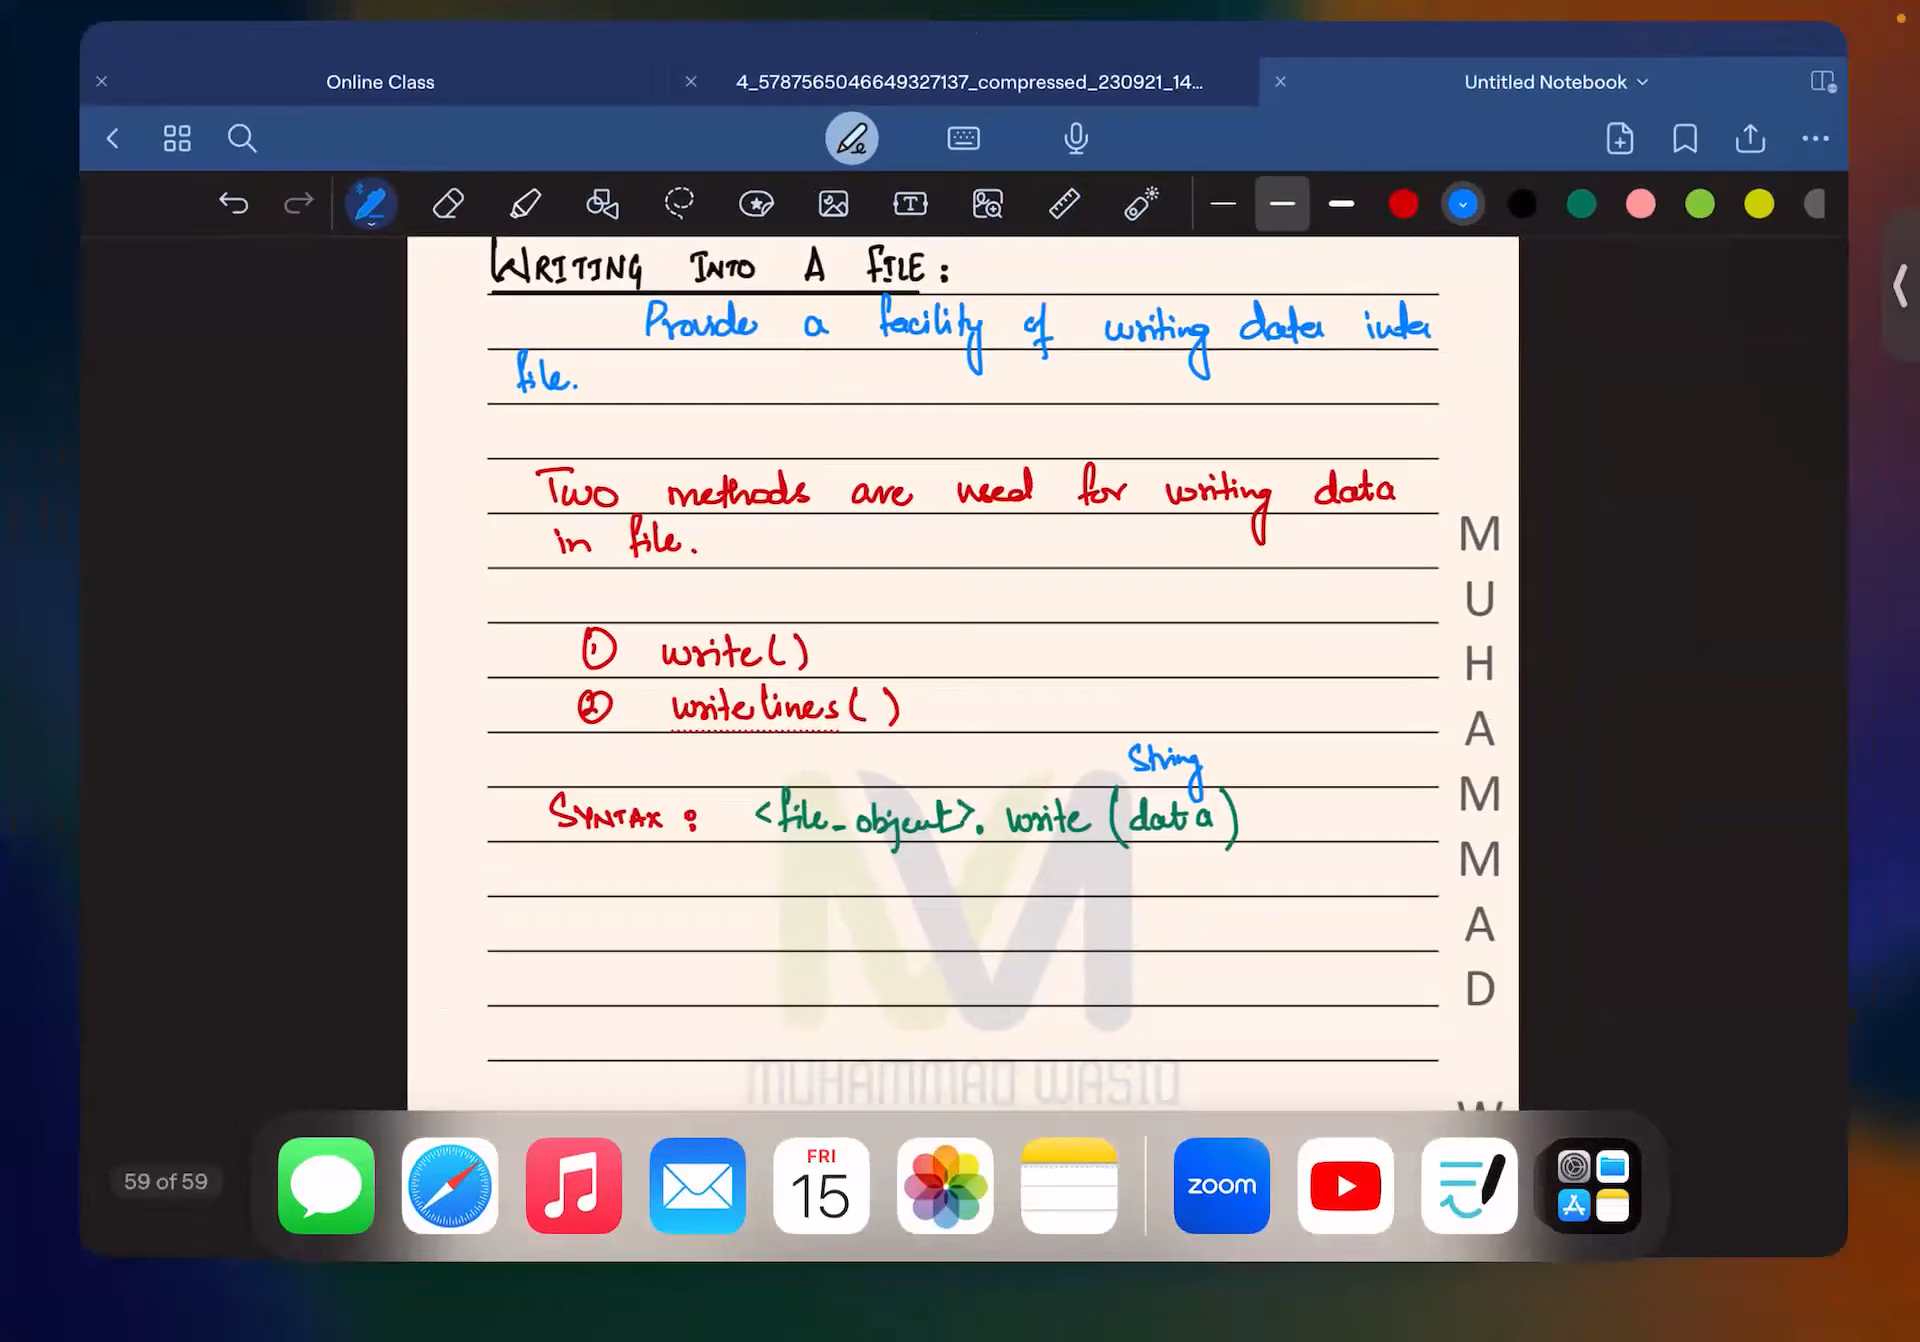 Online Class
4_5787565046649327137_compressed_230921_14...
Untitled Notebook
WRITING INTO A FILE :
Provide a facility of writing data into
file.
Two methods are used for writing data
in file.
① write()
② writelines( )
String
SYNTAX : <file_object>. write (data)
MUHAMMAD
MUHAMMAD WASIQ
59 of 59
FRI
15
zoom